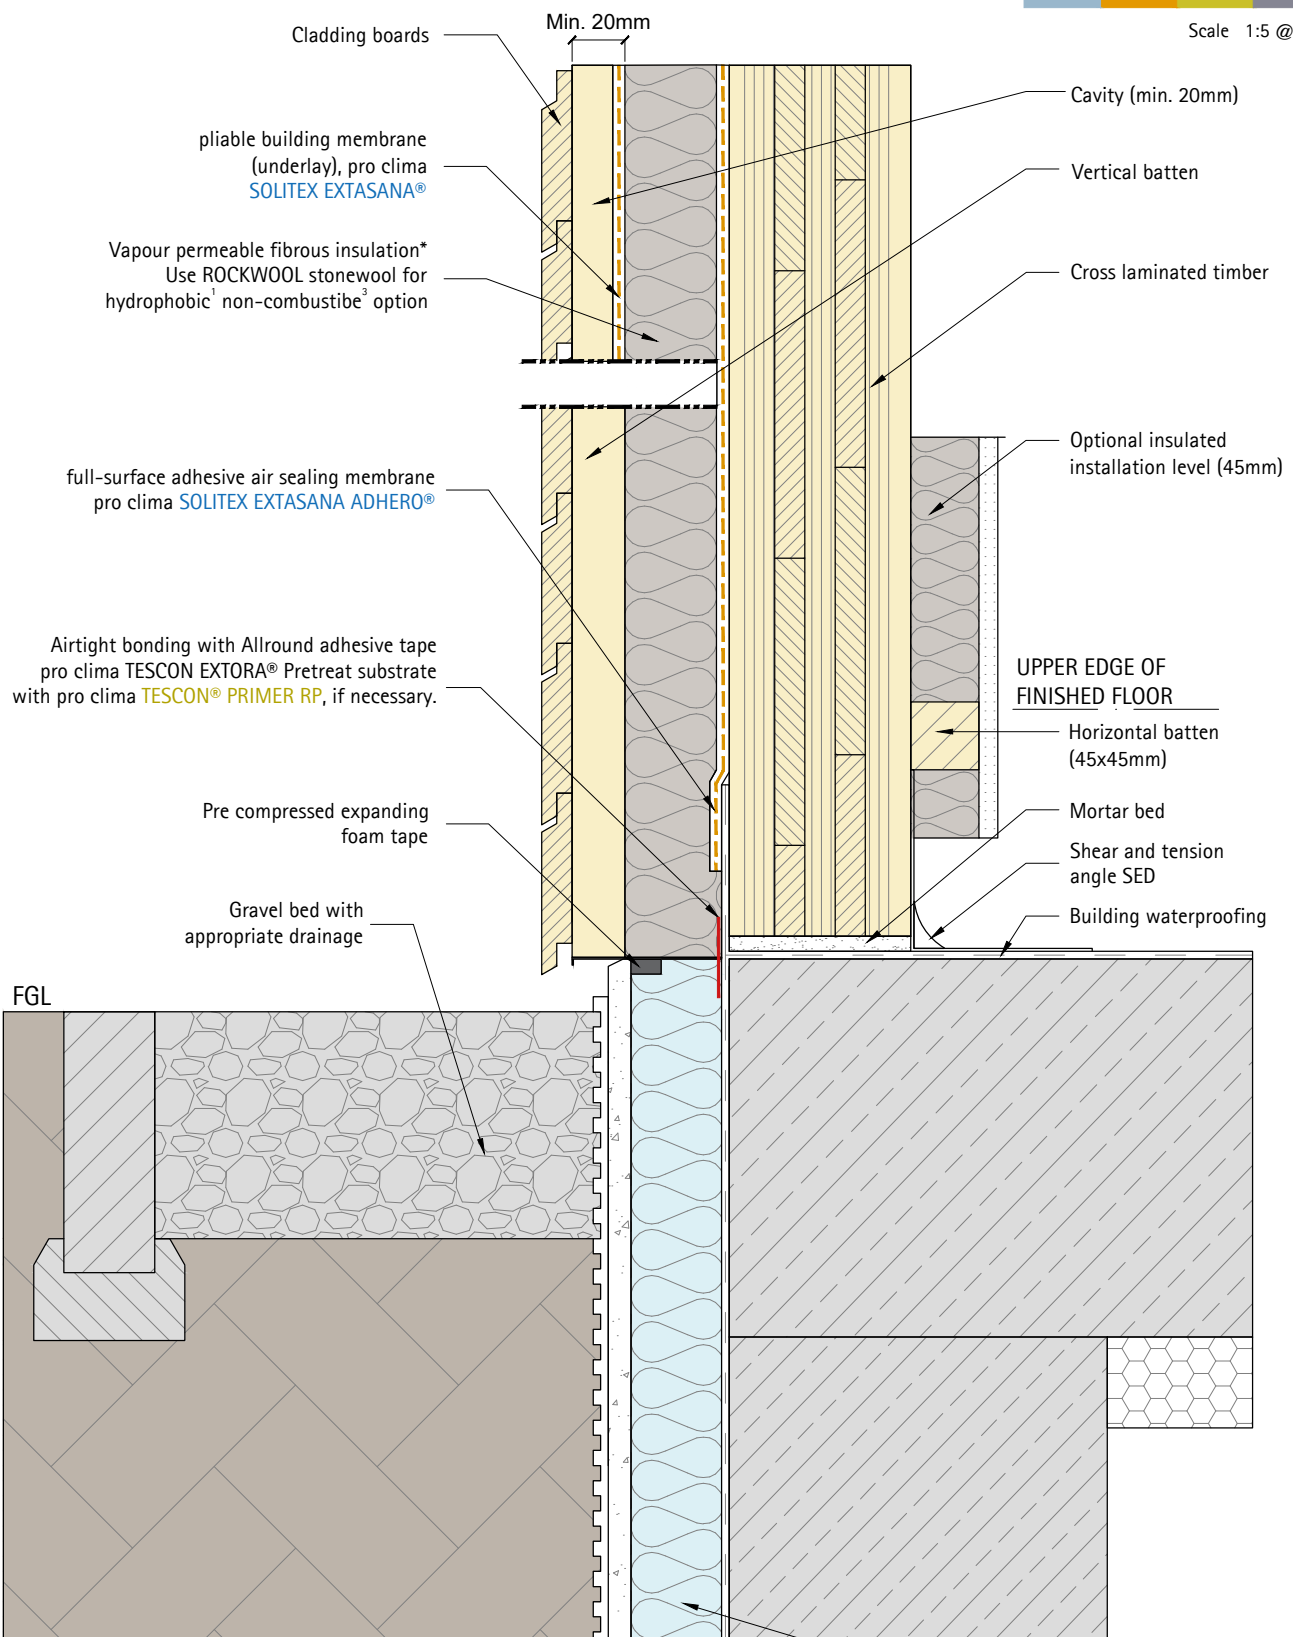 Scale 1:5 @
Min. 20mm
Cladding boards
pliable building membrane
(underlay), pro clima
SOLITEX EXTASANA®
Vapour permeable fibrous insulation*
Use ROCKWOOL stonewool for
hydrophobic¹ non-combustibe³ option
full-surface adhesive air sealing membrane
pro clima SOLITEX EXTASANA ADHERO®
Airtight bonding with Allround adhesive tape
pro clima TESCON EXTORA® Pretreat substrate
with pro clima TESCON® PRIMER RP, if necessary.
Pre compressed expanding
foam tape
Gravel bed with
appropriate drainage
FGL
Cavity (min. 20mm)
Vertical batten
Cross laminated timber
Optional insulated
installation level (45mm)
UPPER EDGE OF
FINISHED FLOOR
Horizontal batten
(45x45mm)
Mortar bed
Shear and tension
angle SED
Building waterproofing